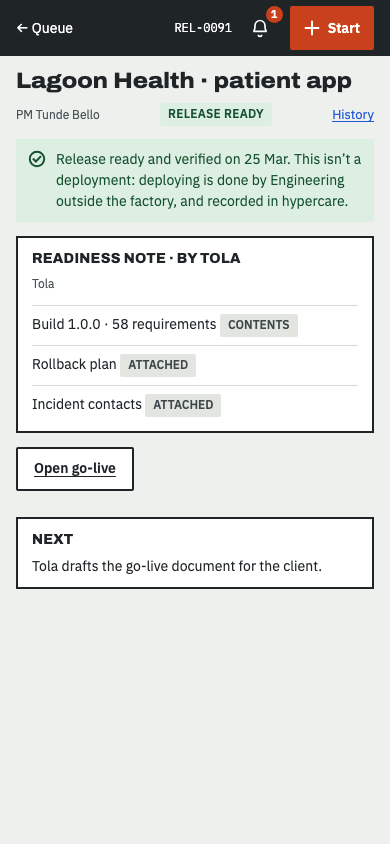 ← Queue
REL-0091
1
+ Start
Lagoon Health · patient app
PM Tunde Bello
RELEASE READY
History
Release ready and verified on 25 Mar. This isn't a
deployment: deploying is done by Engineering
outside the factory, and recorded in hypercare.
READINESS NOTE · BY TOLA
Tola
Build 1.0.0 · 58 requirements CONTENTS
Rollback plan ATTACHED
Incident contacts ATTACHED
Open go-live
NEXT
Tola drafts the go-live document for the client.